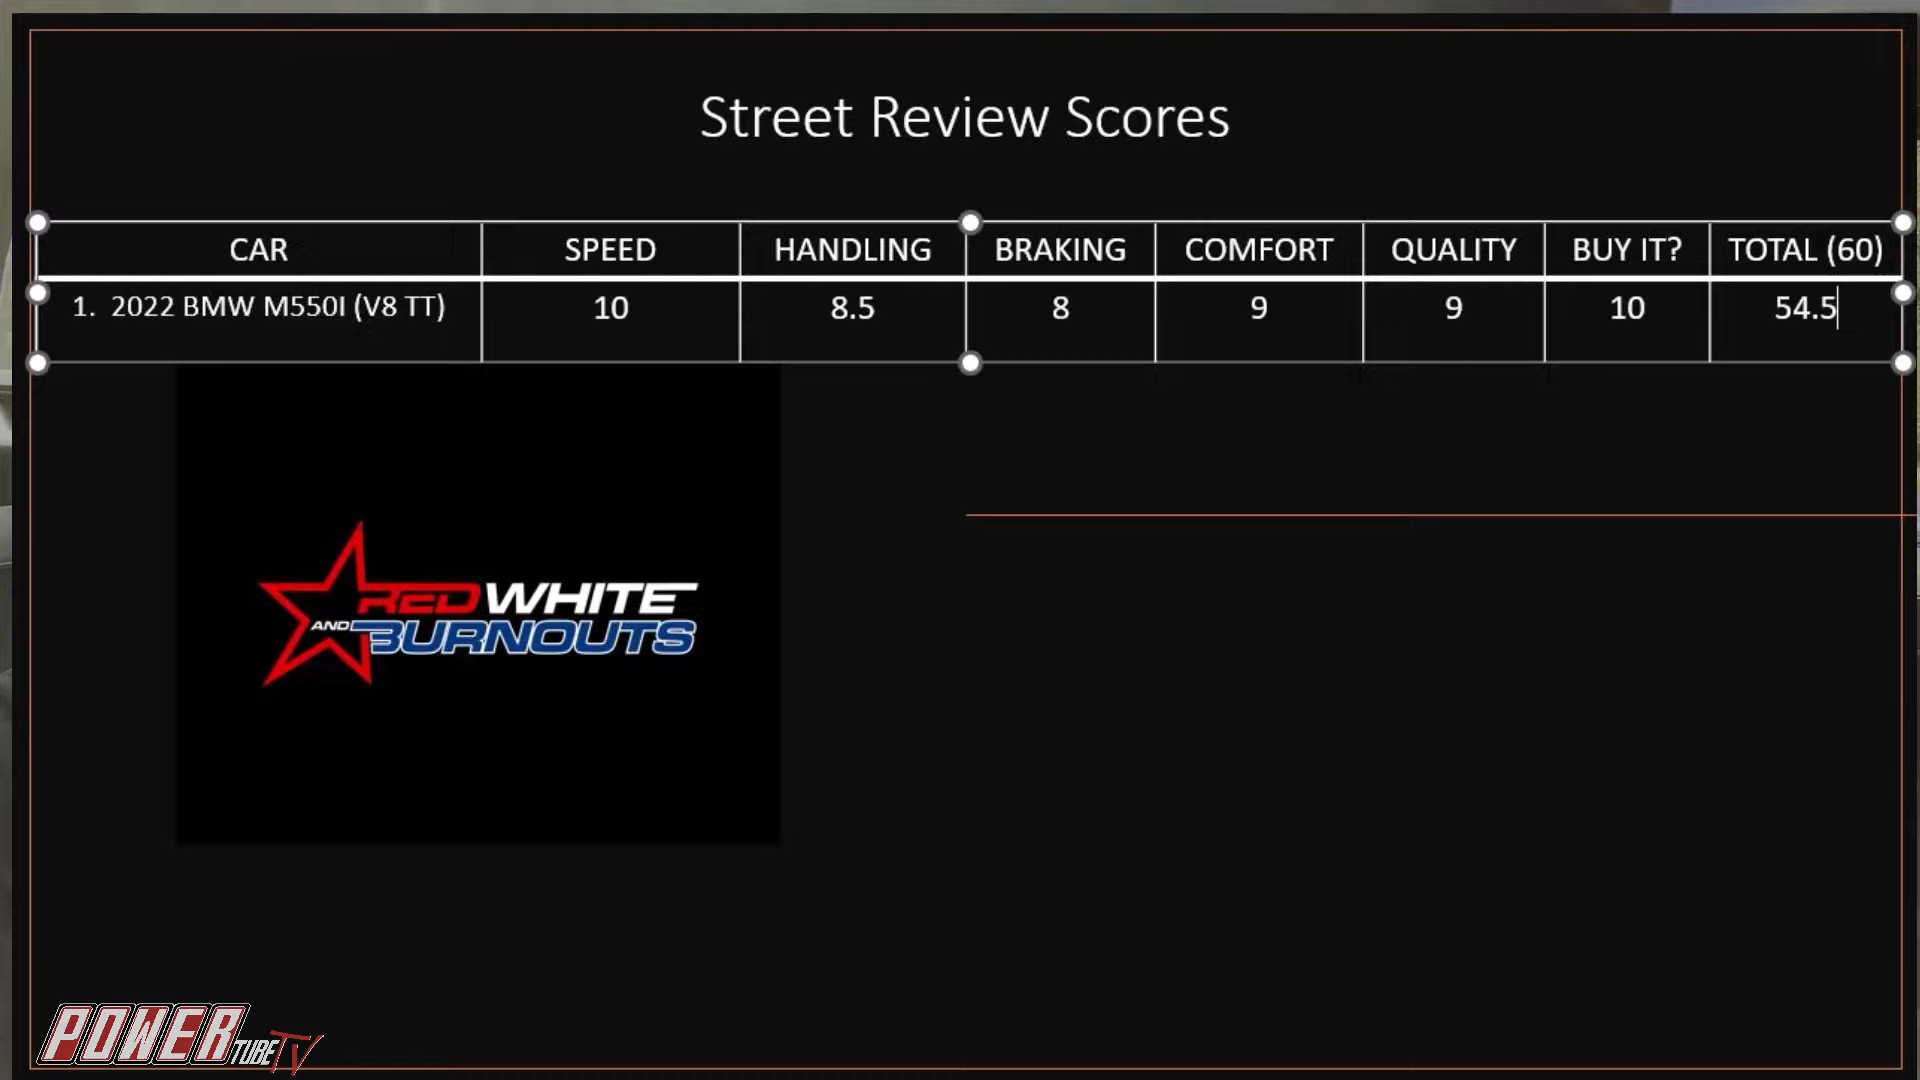 Street Review Scores
CAR SPEED HANDLING BRAKING COMFORT QUALITY BUY IT? TOTAL (60)
1. 2022 BMW M550I (V8 TT) 10 8.5 8 9 9 10 54.5
RED WHITE
AND BURNOUTS
POWER TUBE TV